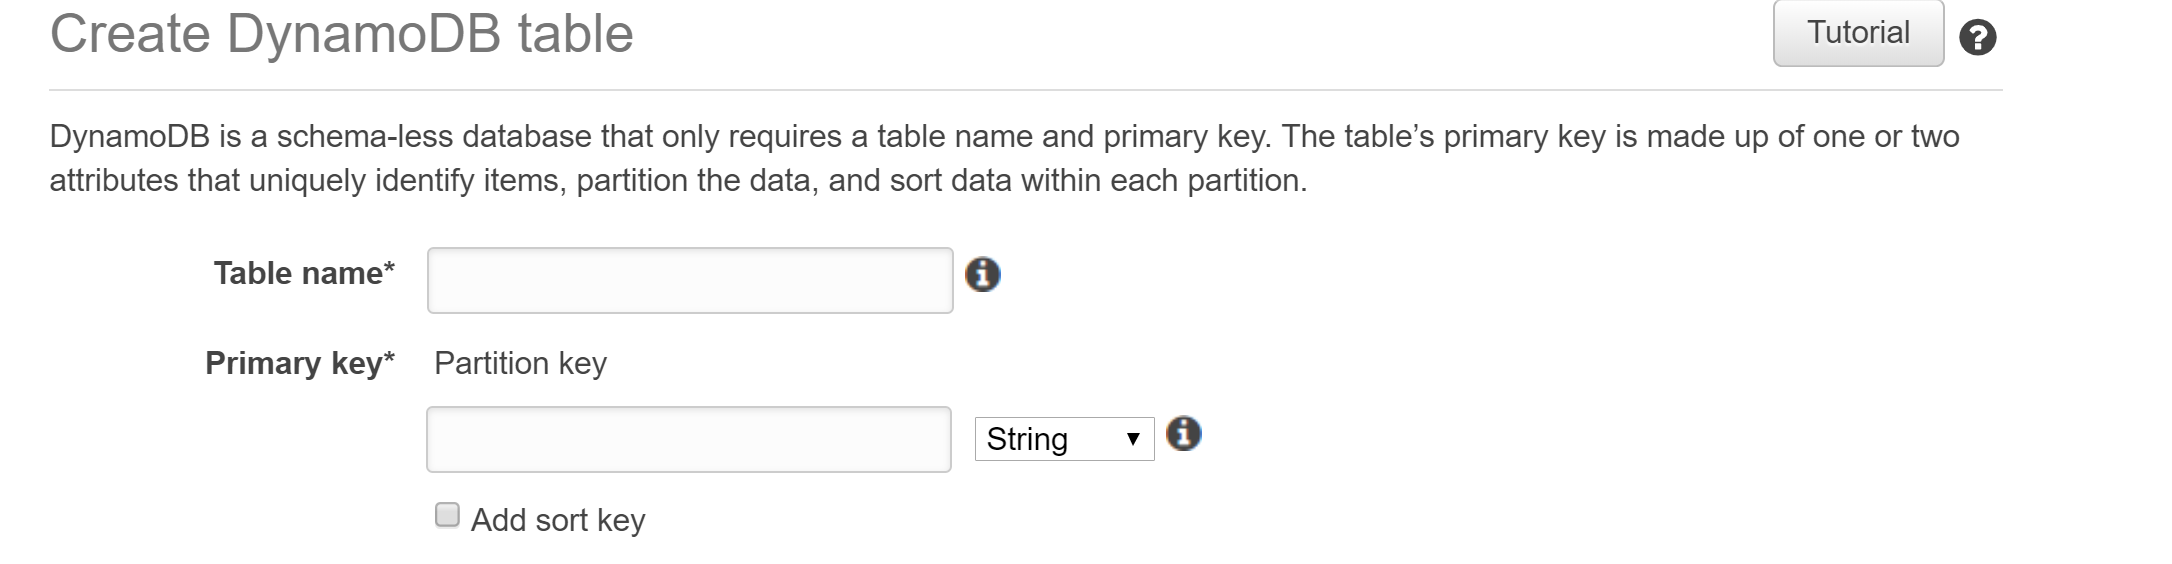 Create DynamoDB table
Tutorial
DynamoDB is a schema-less database that only requires a table name and primary key. The table’s primary key is made up of one or two
attributes that uniquely identify items, partition the data, and sort data within each partition.
Table name*
Primary key* Partition key
String
Add sort key